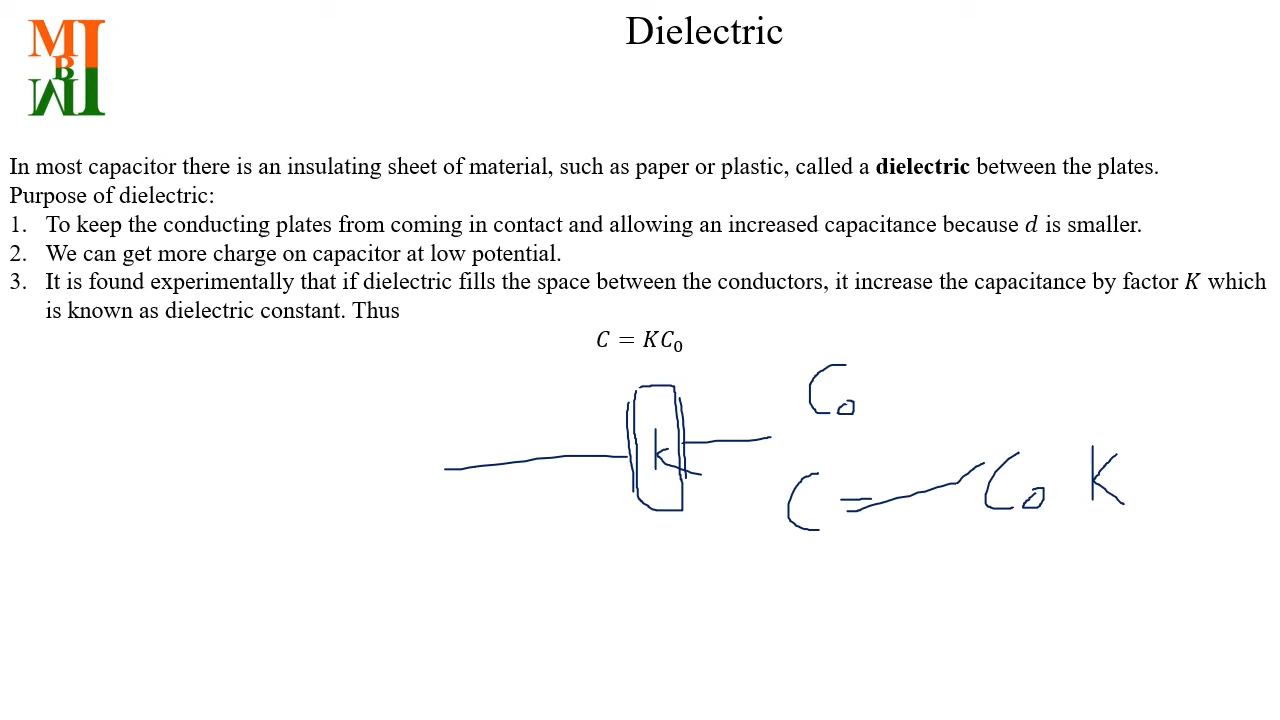 MI
B
MI
Dielectric
In most capacitor there is an insulating sheet of material, such as paper or plastic, called a dielectric between the plates.
Purpose of dielectric:
1. To keep the conducting plates from coming in contact and allowing an increased capacitance because d is smaller.
2. We can get more charge on capacitor at low potential.
3. It is found experimentally that if dielectric fills the space between the conductors, it increase the capacitance by factor K which
is known as dielectric constant. Thus
C = KC₀
C₀
k
C = C₀ K